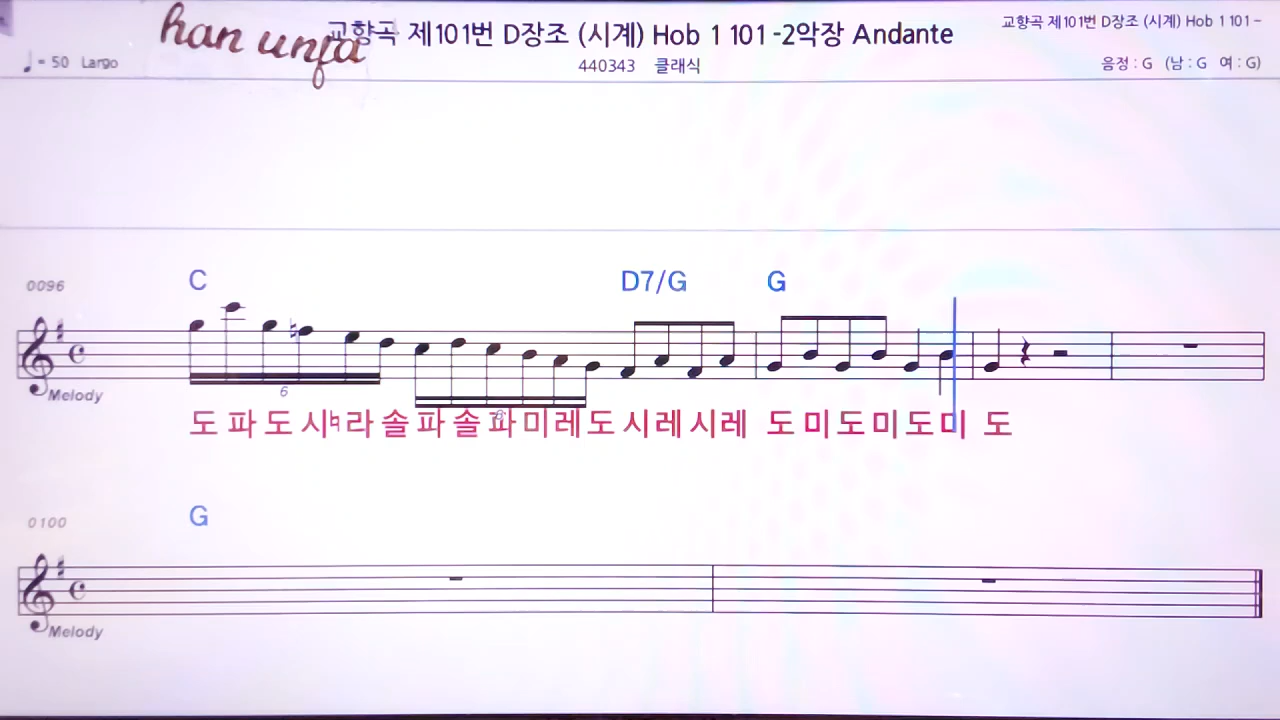 han unfa
교향곡 제101번 D장조 (시계) Hob 1 101 -2악장 Andante
교향곡 제101번 D장조 (시계) Hob 1 101 -
♩ = 50 Largo
440343 클래식
음정 : G (남 : G 여 : G)
0096
C D7/G G
Melody
6
6
도 파 도 시♮ 라 솔 파 솔 파 미 레 도 시 레 시 레 도 미 도 미 도 미 도
0100
G
Melody